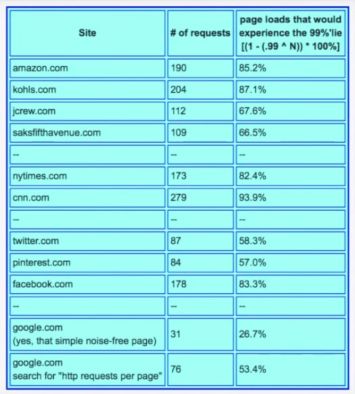 Site # of requests page loads that would
experience the 99%'lie
[(1 - (.99 ^ N)) * 100%]
amazon.com 190 85.2%
kohls.com 204 87.1%
jcrew.com 112 67.6%
saksfifthavenue.com 109 66.5%
-- -- --
nytimes.com 173 82.4%
cnn.com 279 93.9%
-- -- --
twitter.com 87 58.3%
pinterest.com 84 57.0%
facebook.com 178 83.3%
-- -- --
google.com
(yes, that simple noise-free page) 31 26.7%
google.com
search for "http requests per page" 76 53.4%